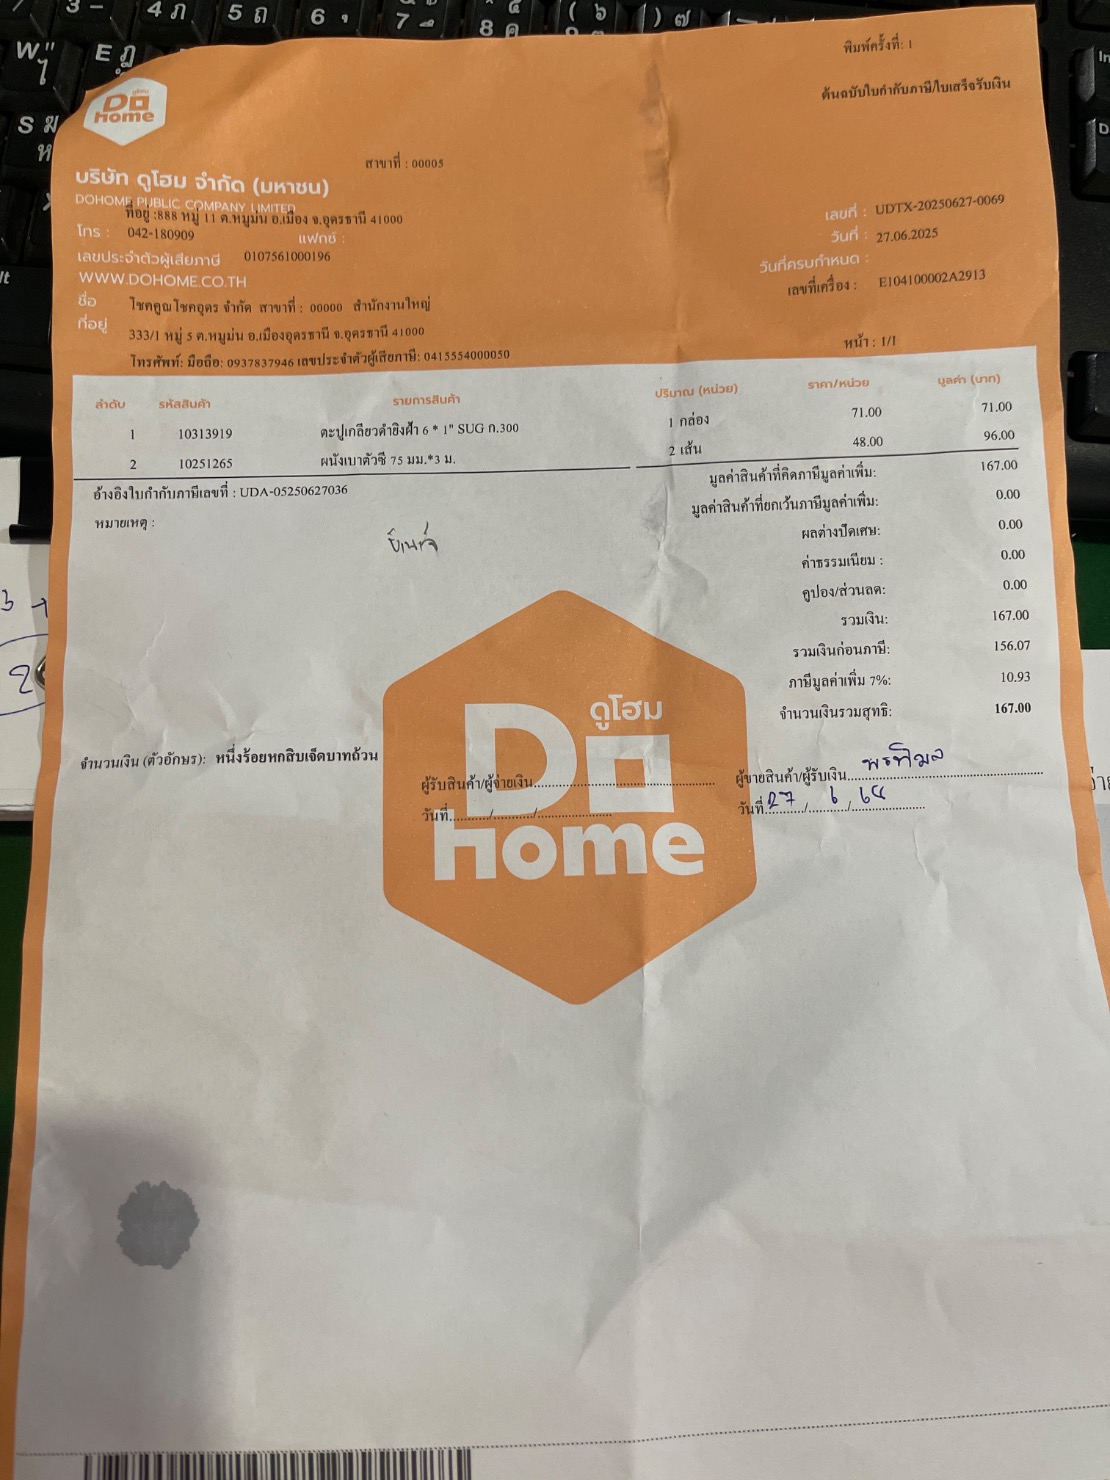 พิมพ์ครั้งที่: 1
ต้นฉบับใบกำกับภาษี/ใบเสร็จรับเงิน
ดูโฮม
DO
Home
สาขาที่ : 00005
บริษัท ดูโฮม จำกัด (มหาชน)
DOHOME PUBLIC COMPANY LIMITED
ที่อยู่ :888 หมู่ 11 ต.หมูม่น อ.เมือง จ.อุดรธานี 41000
โทร : 042-180909 แฟกซ์ :
เลขประจำตัวผู้เสียภาษี 0107561000196
WWW.DOHOME.CO.TH
เลขที่ : UDTX-20250627-0069
วันที่ : 27.06.2025
วันที่ครบกำหนด :
เลขที่เครื่อง : E104100002A2913
ชื่อ โชคคูณโชคอุดร จำกัด สาขาที่ : 00000 สำนักงานใหญ่
ที่อยู่ 333/1 หมู่ 5 ต.หมูม่น อ.เมืองอุดรธานี จ.อุดรธานี 41000
โทรศัพท์: มือถือ: 0937837946 เลขประจำตัวผู้เสียภาษี: 0415554000050
หน้า : 1/1
ลำดับ รหัสสินค้า รายการสินค้า ปริมาณ (หน่วย) ราคา/หน่วย มูลค่า (บาท)
1 10313919 ตะปูเกลียวดำยิงฝ้า 6 * 1" SUG ก.300 1 กล่อง 71.00 71.00
2 10251265 ผนังเบาตัวซี 75 มม.*3 ม. 2 เส้น 48.00 96.00
อ้างอิงใบกำกับภาษีเลขที่ : UDA-05250627036
หมายเหตุ :
มูลค่าสินค้าที่คิดภาษีมูลค่าเพิ่ม: 167.00
มูลค่าสินค้าที่ยกเว้นภาษีมูลค่าเพิ่ม: 0.00
ผลต่างปัดเศษ: 0.00
ค่าธรรมเนียม : 0.00
คูปอง/ส่วนลด: 0.00
รวมเงิน: 167.00
รวมเงินก่อนภาษี: 156.07
ภาษีมูลค่าเพิ่ม 7%: 10.93
จำนวนเงินรวมสุทธิ: 167.00
ดูโฮม
DO
home
จำนวนเงิน (ตัวอักษร): หนึ่งร้อยหกสิบเจ็ดบาทถ้วน
ผู้รับสินค้า/ผู้จ่ายเงิน
วันที่...../...../.....
ผู้ขายสินค้า/ผู้รับเงิน
วันที่ 27 / 6 / 68